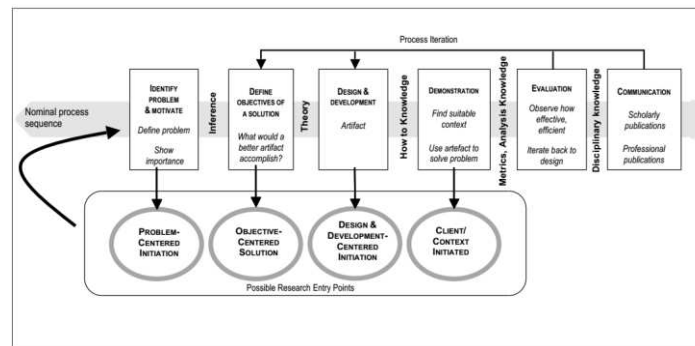 Process Iteration
Nominal process
sequence
IDENTIFY
PROBLEM
& MOTIVATE
Define problem
Show
importance
Inference
DEFINE
OBJECTIVES OF
A SOLUTION
What would a
better artifact
accomplish?
Theory
DESIGN &
DEVELOPMENT
Artifact
How to Knowledge
DEMONSTRATION
Find suitable
context
Use artefact to
solve problem
Metrics, Analysis Knowledge
EVALUATION
Observe how
effective,
efficient
Iterate back to
design
Disciplinary knowledge
COMMUNICATION
Scholarly
publications
Professional
publications
PROBLEM-
CENTERED
INITIATION
OBJECTIVE-
CENTERED
SOLUTION
DESIGN &
DEVELOPMENT-
CENTERED
INITIATION
CLIENT/
CONTEXT
INITIATED
Possible Research Entry Points